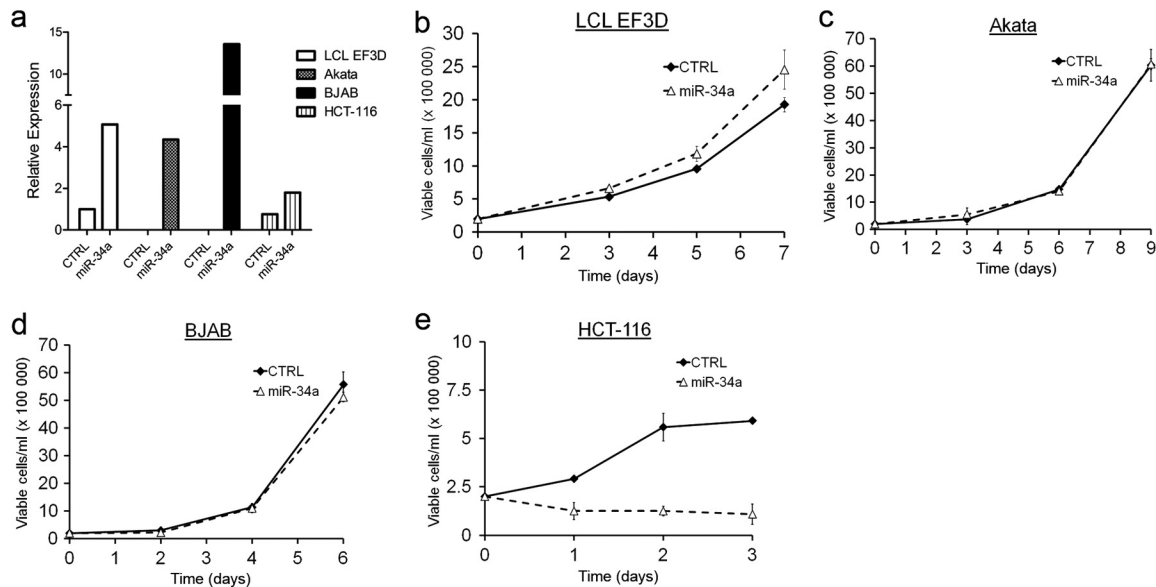 a
15
13
10
6
4
2
0
Relative Expression
LCL EF3D
Akata
BJAB
HCT-116
CTRL
miR-34a
CTRL
miR-34a
CTRL
miR-34a
CTRL
miR-34a
b
LCL EF3D
CTRL
miR-34a
30
25
20
15
10
5
0
Viable cells/ml (x 100 000)
0 1 2 3 4 5 6 7
Time (days)
c
Akata
CTRL
miR-34a
70
60
50
40
30
20
10
0
Viable cells/ml (x 100 000)
0 1 2 3 4 5 6 7 8 9
Time (days)
d
BJAB
CTRL
miR-34a
70
60
50
40
30
20
10
0
Viable cells/ml (x 100 000)
0 1 2 3 4 5 6
Time (days)
e
HCT-116
CTRL
miR-34a
10
7.5
5
2.5
0
Viable cells/ml (x 100 000)
0 1 2 3
Time (days)